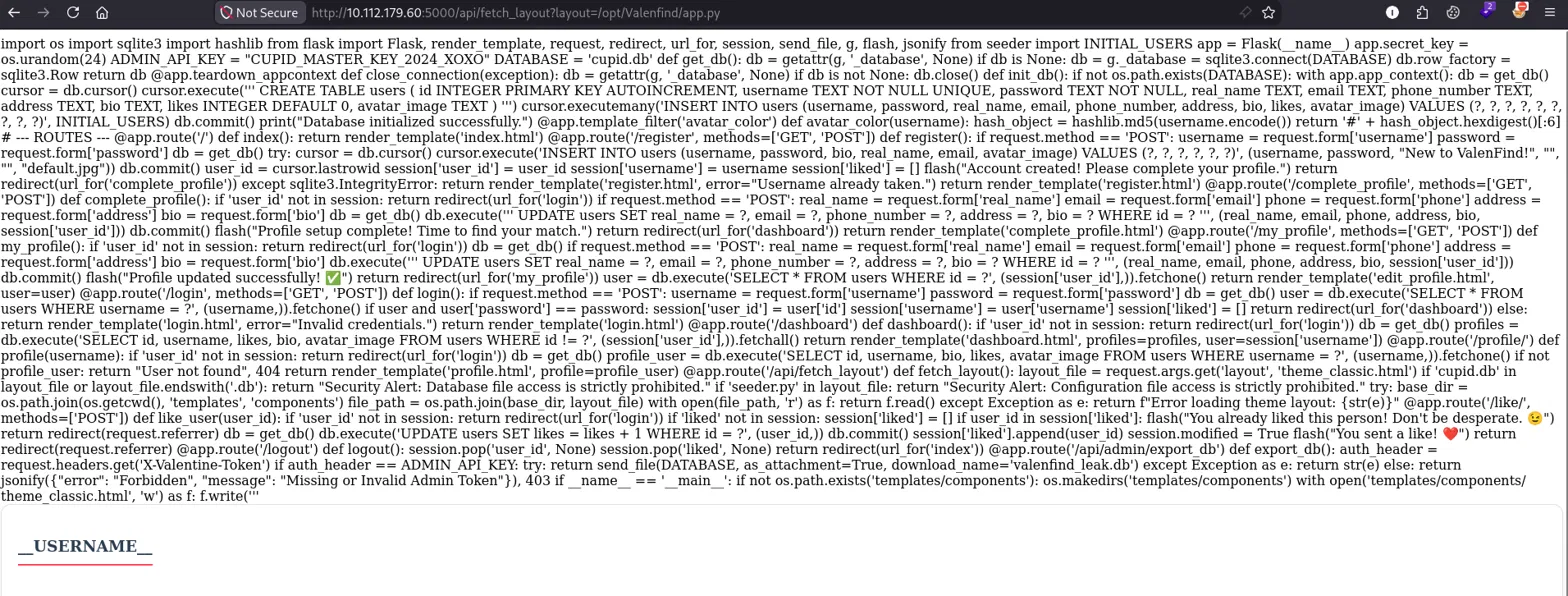 Not Secure http://10.112.179.60:5000/api/fetch_layout?layout=/opt/Valenfind/app.py 2
import os import sqlite3 import hashlib from flask import Flask, render_template, request, redirect, url_for, session, send_file, g, flash, jsonify from seeder import INITIAL_USERS app = Flask(__name__) app.secret_key =
os.urandom(24) ADMIN_API_KEY = "CUPID_MASTER_KEY_2024_XOXO" DATABASE = 'cupid.db' def get_db(): db = getattr(g, '_database', None) if db is None: db = g._database = sqlite3.connect(DATABASE) db.row_factory =
sqlite3.Row return db @app.teardown_appcontext def close_connection(exception): db = getattr(g, '_database', None) if db is not None: db.close() def init_db(): if not os.path.exists(DATABASE): with app.app_context(): db = get_db()
cursor = db.cursor() cursor.execute(''' CREATE TABLE users ( id INTEGER PRIMARY KEY AUTOINCREMENT, username TEXT NOT NULL UNIQUE, password TEXT NOT NULL, real_name TEXT, email TEXT, phone_number TEXT,
address TEXT, bio TEXT, likes INTEGER DEFAULT 0, avatar_image TEXT ) ''') cursor.executemany('INSERT INTO users (username, password, real_name, email, phone_number, address, bio, likes, avatar_image) VALUES (?, ?, ?, ?, ?, ?,
?, ?, ?)', INITIAL_USERS) db.commit() print("Database initialized successfully.") @app.template_filter('avatar_color') def avatar_color(username): hash_object = hashlib.md5(username.encode()) return '#' + hash_object.hexdigest()[:6]
# --- ROUTES --- @app.route('/') def index(): return render_template('index.html') @app.route('/register', methods=['GET', 'POST']) def register(): if request.method == 'POST': username = request.form['username'] password =
request.form['password'] db = get_db() try: cursor = db.cursor() cursor.execute('INSERT INTO users (username, password, bio, real_name, email, avatar_image) VALUES (?, ?, ?, ?, ?, ?)', (username, password, "New to ValenFind!", "",
"", "default.jpg")) db.commit() user_id = cursor.lastrowid session['user_id'] = user_id session['username'] = username session['liked'] = [] flash("Account created! Please complete your profile.") return
redirect(url_for('complete_profile')) except sqlite3.IntegrityError: return render_template('register.html', error="Username already taken.") return render_template('register.html') @app.route('/complete_profile', methods=['GET',
'POST']) def complete_profile(): if 'user_id' not in session: return redirect(url_for('login')) if request.method == 'POST': real_name = request.form['real_name'] email = request.form['email'] phone = request.form['phone'] address =
request.form['address'] bio = request.form['bio'] db = get_db() db.execute(''' UPDATE users SET real_name = ?, email = ?, phone_number = ?, address = ?, bio = ? WHERE id = ? ''', (real_name, email, phone, address, bio,
session['user_id'])) db.commit() flash("Profile setup complete! Time to find your match.") return redirect(url_for('dashboard')) return render_template('complete_profile.html') @app.route('/my_profile', methods=['GET', 'POST']) def
my_profile(): if 'user_id' not in session: return redirect(url_for('login')) db = get_db() if request.method == 'POST': real_name = request.form['real_name'] email = request.form['email'] phone = request.form['phone'] address =
request.form['address'] bio = request.form['bio'] db.execute(''' UPDATE users SET real_name = ?, email = ?, phone_number = ?, address = ?, bio = ? WHERE id = ? ''', (real_name, email, phone, address, bio, session['user_id']))
db.commit() flash("Profile updated successfully! ✅") return redirect(url_for('my_profile')) user = db.execute('SELECT * FROM users WHERE id = ?', (session['user_id'],)).fetchone() return render_template('edit_profile.html',
user=user) @app.route('/login', methods=['GET', 'POST']) def login(): if request.method == 'POST': username = request.form['username'] password = request.form['password'] db = get_db() user = db.execute('SELECT * FROM
users WHERE username = ?', (username,)).fetchone() if user and user['password'] == password: session['user_id'] = user['id'] session['username'] = user['username'] session['liked'] = [] return redirect(url_for('dashboard')) else:
return render_template('login.html', error="Invalid credentials.") return render_template('login.html') @app.route('/dashboard') def dashboard(): if 'user_id' not in session: return redirect(url_for('login')) db = get_db() profiles =
db.execute('SELECT id, username, likes, bio, avatar_image FROM users WHERE id != ?', (session['user_id'],)).fetchall() return render_template('dashboard.html', profiles=profiles, user=session['username']) @app.route('/profile/') def
profile(username): if 'user_id' not in session: return redirect(url_for('login')) db = get_db() profile_user = db.execute('SELECT id, username, bio, likes, avatar_image FROM users WHERE username = ?', (username,)).fetchone() if not
profile_user: return "User not found", 404 return render_template('profile.html', profile=profile_user) @app.route('/api/fetch_layout') def fetch_layout(): layout_file = request.args.get('layout', 'theme_classic.html') if 'cupid.db' in
layout_file or layout_file.endswith('.db'): return "Security Alert: Database file access is strictly prohibited." if 'seeder.py' in layout_file: return "Security Alert: Configuration file access is strictly prohibited." try: base_dir =
os.path.join(os.getcwd(), 'templates', 'components') file_path = os.path.join(base_dir, layout_file) with open(file_path, 'r') as f: return f.read() except Exception as e: return f"Error loading theme layout: {str(e)}" @app.route('/like/',
methods=['POST']) def like_user(user_id): if 'user_id' not in session: return redirect(url_for('login')) if 'liked' not in session: session['liked'] = [] if user_id in session['liked']: flash("You already liked this person! Don't be desperate. 😉")
return redirect(request.referrer) db = get_db() db.execute('UPDATE users SET likes = likes + 1 WHERE id = ?', (user_id,)) db.commit() session['liked'].append(user_id) session.modified = True flash("You sent a like! ❤️") return
redirect(request.referrer) @app.route('/logout') def logout(): session.pop('user_id', None) session.pop('liked', None) return redirect(url_for('index')) @app.route('/api/admin/export_db') def export_db(): auth_header =
request.headers.get('X-Valentine-Token') if auth_header == ADMIN_API_KEY: try: return send_file(DATABASE, as_attachment=True, download_name='valenfind_leak.db') except Exception as e: return str(e) else: return
jsonify({"error": "Forbidden", "message": "Missing or Invalid Admin Token"}), 403 if __name__ == '__main__': if not os.path.exists('templates/components'): os.makedirs('templates/components') with open('templates/components/
theme_classic.html', 'w') as f: f.write('''
__USERNAME__